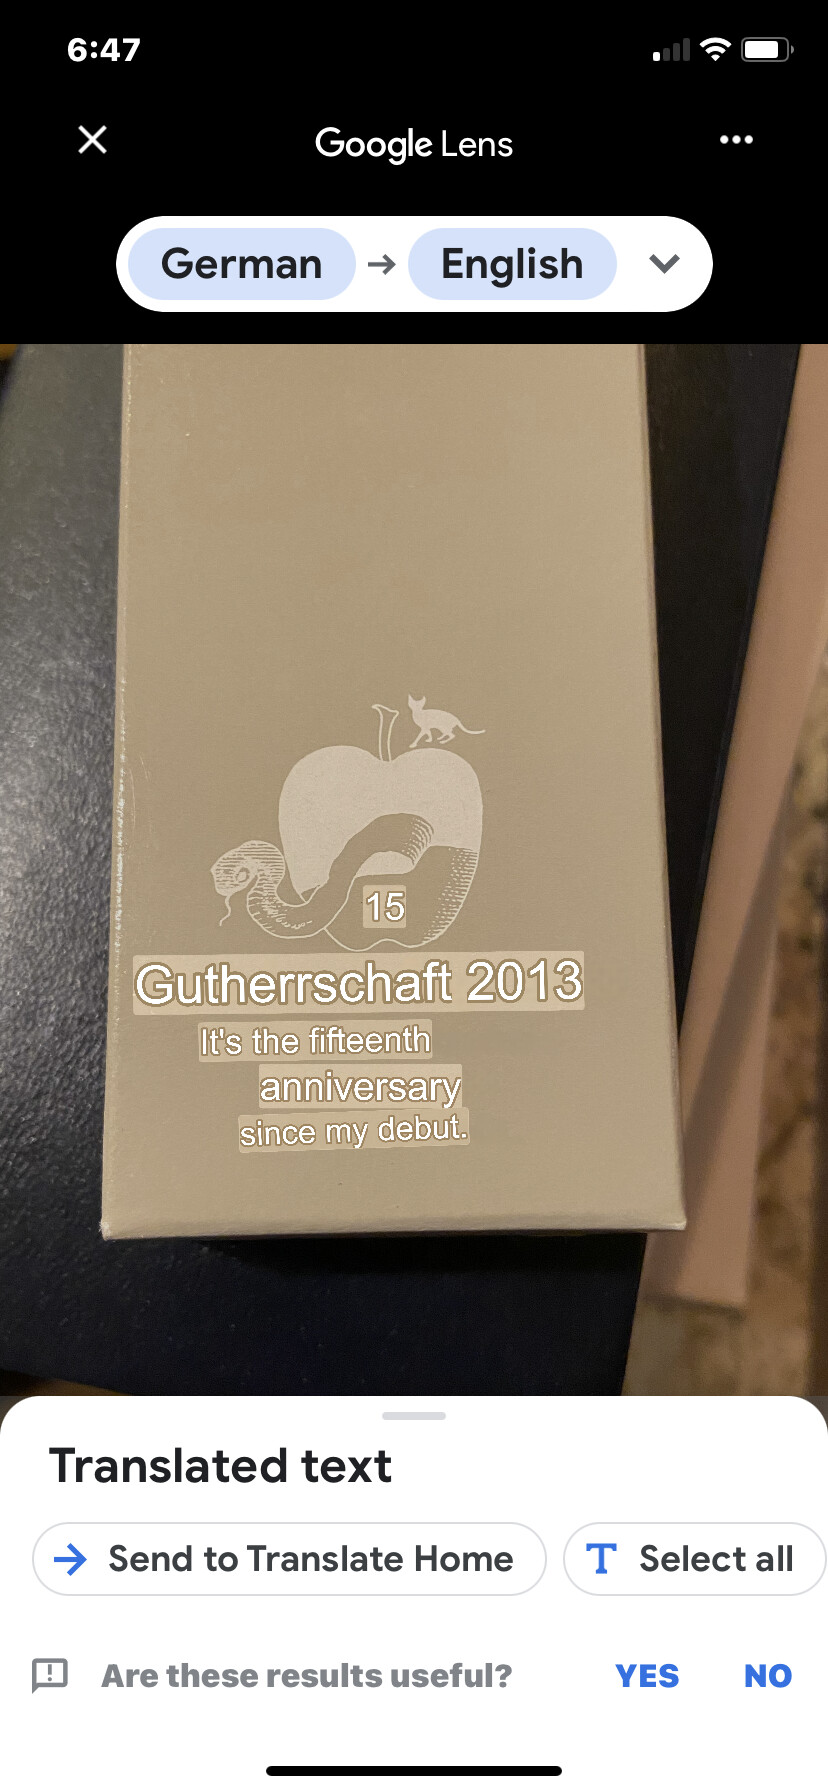 6:47
Google Lens
German → English
15
Gutherrschaft 2013
It's the fifteenth
anniversary
since my debut.
Translated text
Send to Translate Home
Select all
Are these results useful?
YES
NO